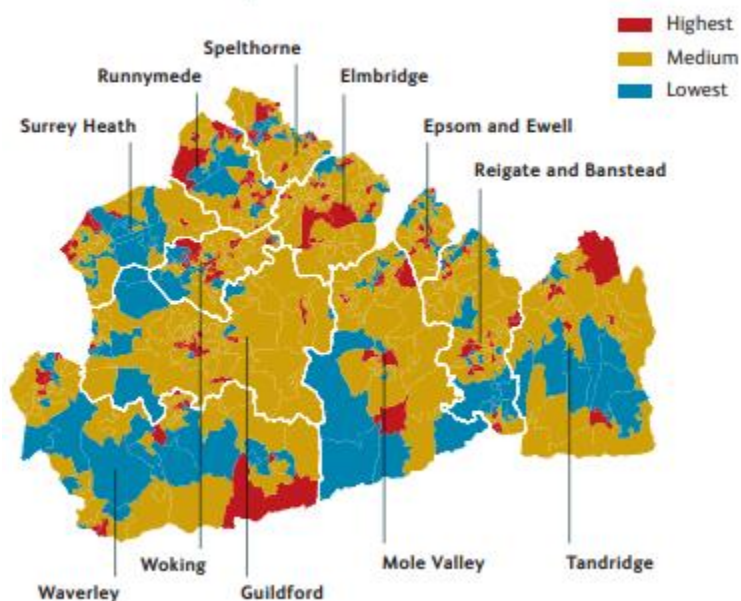 Highest
Medium
Lowest
Spelthorne
Runnymede
Elmbridge
Surrey Heath
Epsom and Ewell
Reigate and Banstead
Woking
Mole Valley
Tandridge
Waverley
Guildford